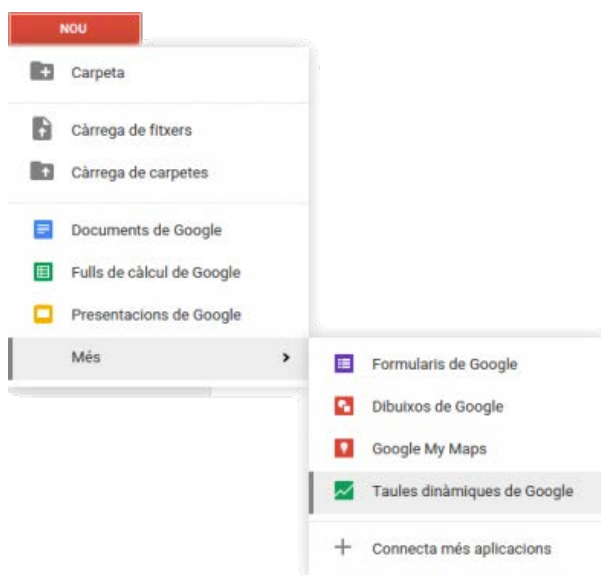 NOU
Carpeta
Càrrega de fitxers
Càrrega de carpetes
Documents de Google
Fulls de càlcul de Google
Presentacions de Google
Més
Formularis de Google
Dibuixos de Google
Google My Maps
Taules dinàmiques de Google
Connecta més aplicacions